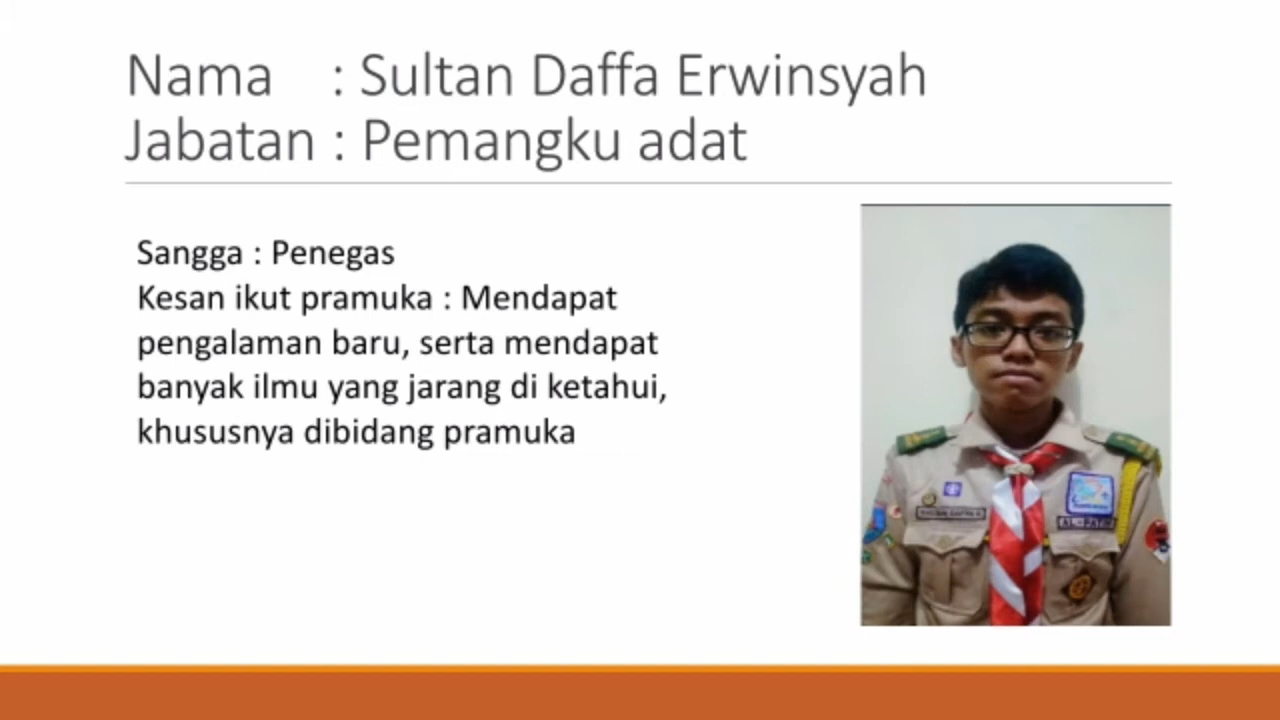 Nama : Sultan Daffa Erwinsyah
Jabatan : Pemangku adat
Sangga : Penegas
Kesan ikut pramuka : Mendapat
pengalaman baru, serta mendapat
banyak ilmu yang jarang di ketahui,
khususnya dibidang pramuka